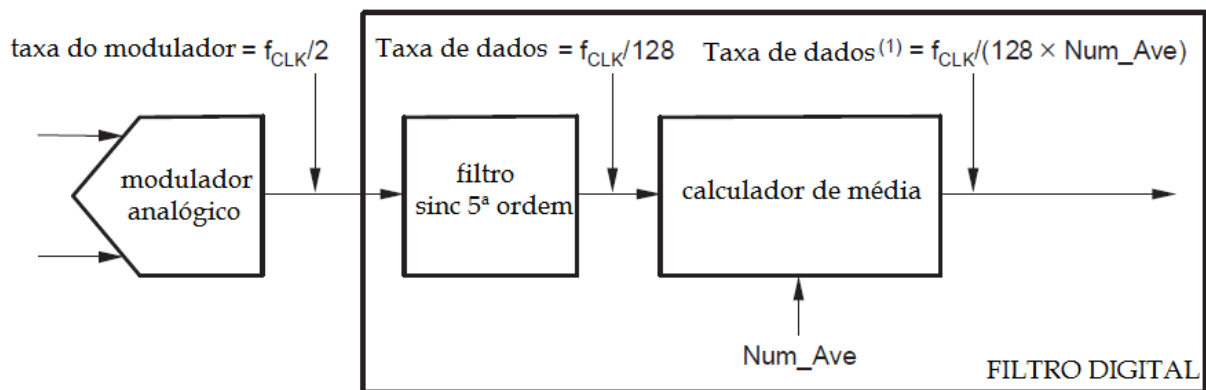 taxa do modulador = fCLK/2
Taxa de dados = fCLK/128
Taxa de dados(1) = fCLK/(128 × Num_Ave)
modulador
analógico
filtro
sinc 5ª ordem
calculador de média
Num_Ave
FILTRO DIGITAL